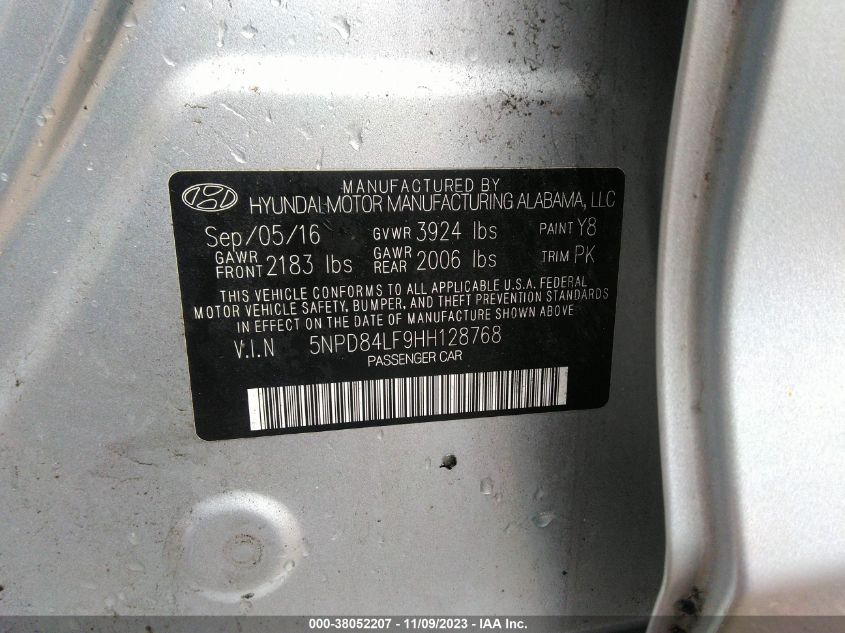 MANUFACTURED BY
HYUNDAI MOTOR MANUFACTURING ALABAMA, LLC
Sep/05/16 GVWR 3924 lbs PAINT Y8
GAWR FRONT 2183 lbs GAWR REAR 2006 lbs TRIM PK
THIS VEHICLE CONFORMS TO ALL APPLICABLE U.S.A. FEDERAL
MOTOR VEHICLE SAFETY, BUMPER, AND THEFT PREVENTION STANDARDS
IN EFFECT ON THE DATE OF MANUFACTURE SHOWN ABOVE
V.I.N 5NPD84LF9HH128768
PASSENGER CAR
000-38052207 - 11/09/2023 - IAA Inc.